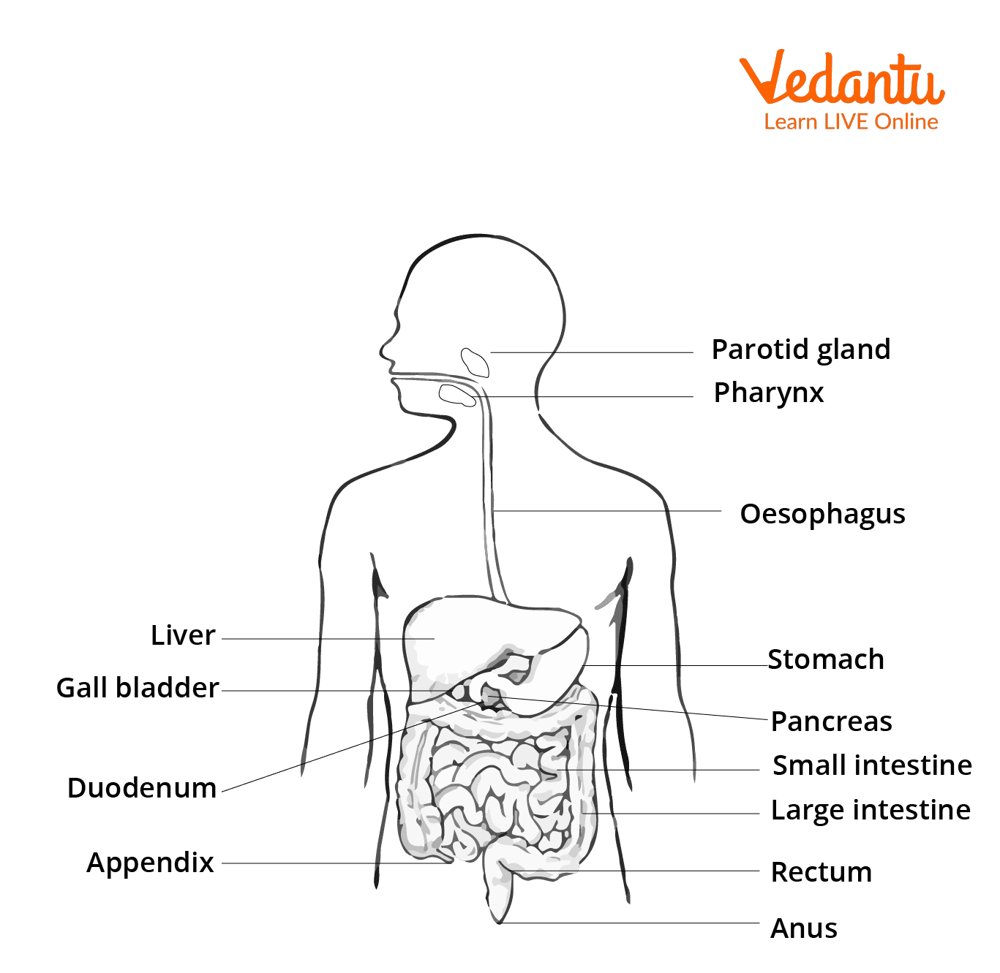 Vedantu
Learn LIVE Online
Parotid gland
Pharynx
Oesophagus
Liver
Stomach
Gall bladder
Pancreas
Small intestine
Duodenum
Large intestine
Appendix
Rectum
Anus